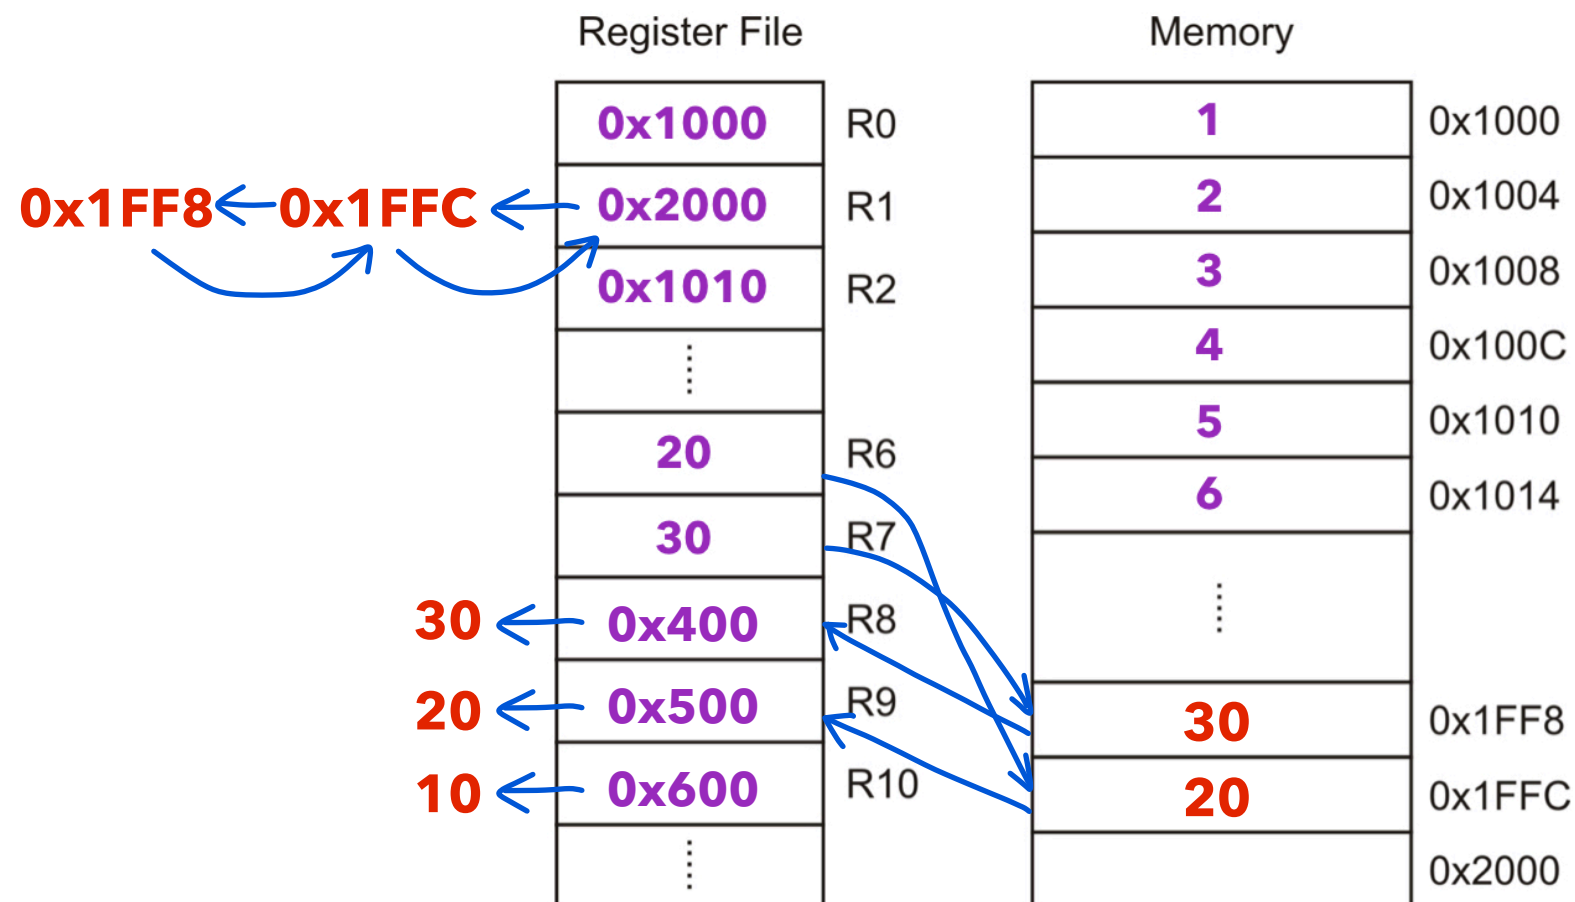 Register File Memory
0x1000 R0 1 0x1000
0x1FF8 0x1FFC 0x2000 R1 2 0x1004
0x1010 R2 3 0x1008
4 0x100C
20 R6 5 0x1010
30 R7 6 0x1014
30 0x400 R8
20 0x500 R9 30 0x1FF8
10 0x600 R10 20 0x1FFC
0x2000